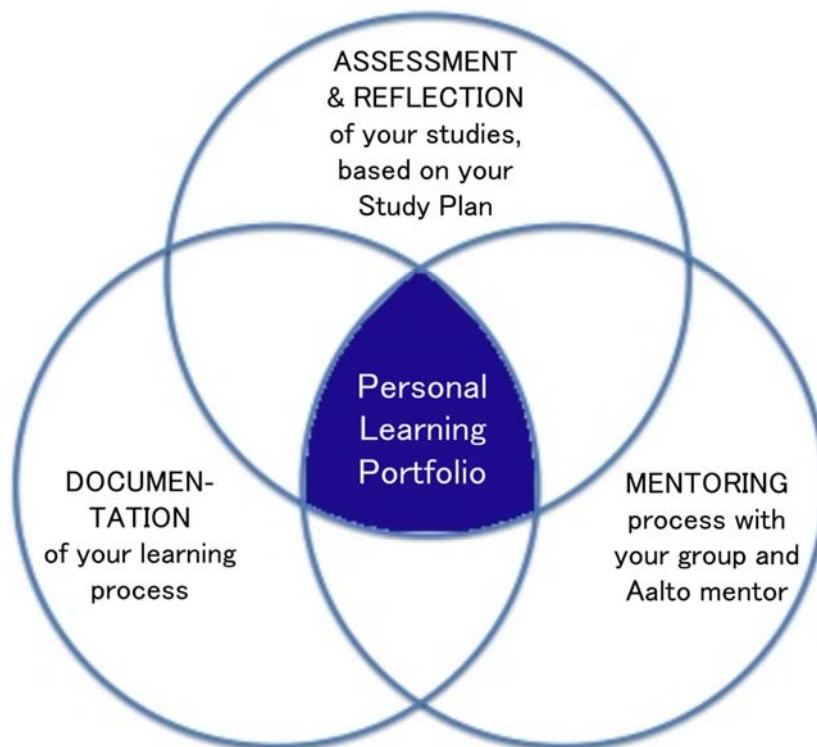 ASSESSMENT
& REFLECTION
of your studies,
based on your
Study Plan
Personal
Learning
Portfolio
DOCUMEN-
TATION
of your learning
process
MENTORING
process with
your group and
Aalto mentor